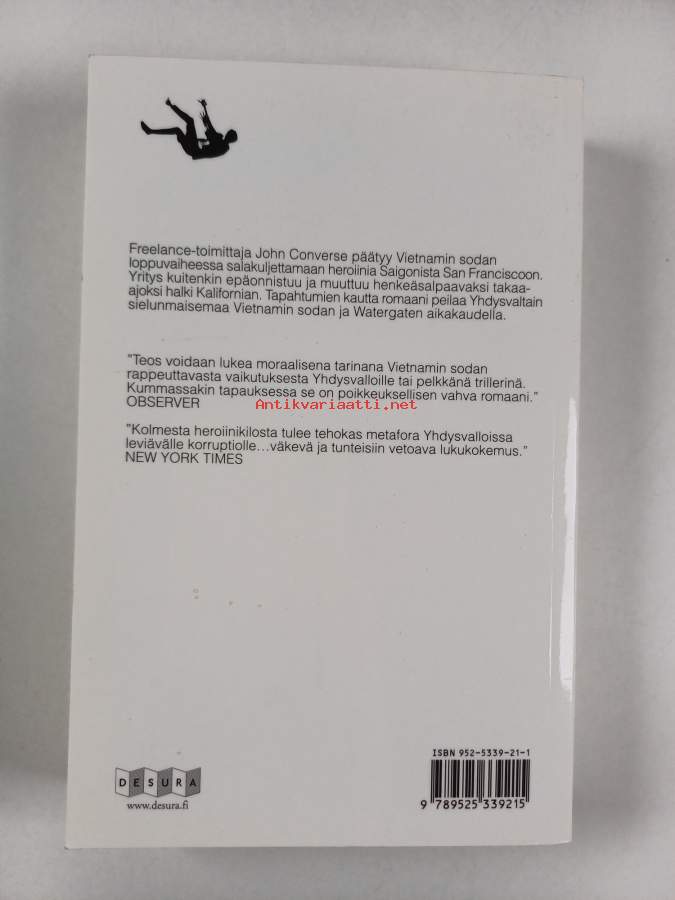 Freelance-toimittaja John Converse päätyy Vietnamin sodan
loppuvaiheessa salakuljettamaan heroiinia Saigonista San Franciscoon.
Yritys kuitenkin epäonnistuu ja muuttuu henkeäsalpaavaksi takaa-
ajoksi halki Kalifornian. Tapahtumien kautta romaani peilaa Yhdysvaltain
sielunmaisemaa Vietnamin sodan ja Watergaten aikakaudella.
"Teos voidaan lukea moraalisena tarinana Vietnamin sodan
rappeuttavasta vaikutuksesta Yhdysvalloille tai pelkkänä trillerinä.
Kummassakin tapauksessa se on poikkeuksellisen vahva romaani."
OBSERVER
Antikvariaatti.net
"Kolmesta heroiinikilosta tulee tehokas metafora Yhdysvalloissa
leviävälle korruptiolle...väkevä ja tunteisiin vetoava lukukokemus."
NEW YORK TIMES
ISBN 952-5339-21-1
DESURA
www.desura.fi
9 789525 339215